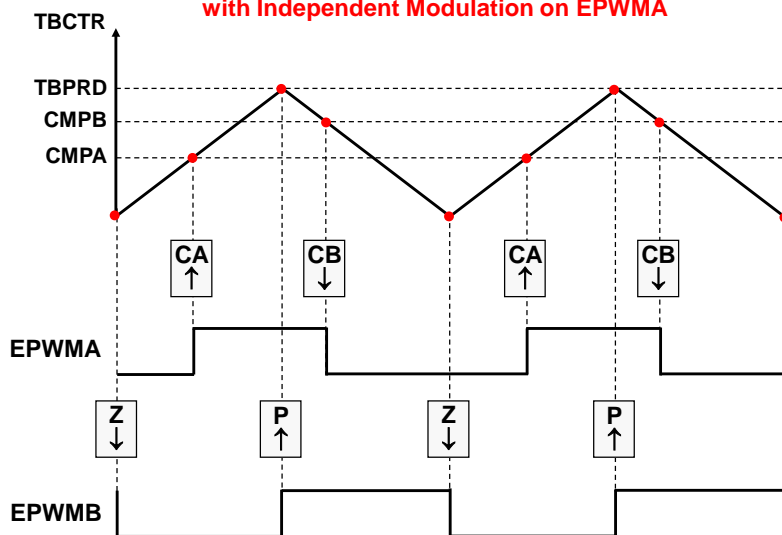 with Independent Modulation on EPWMA
TBCTR
TBPRD
CMPB
CMPA
CA CB CA CB
↑ ↓ ↑ ↓
EPWMA
Z P Z P
↓ ↑ ↓ ↑
EPWMB